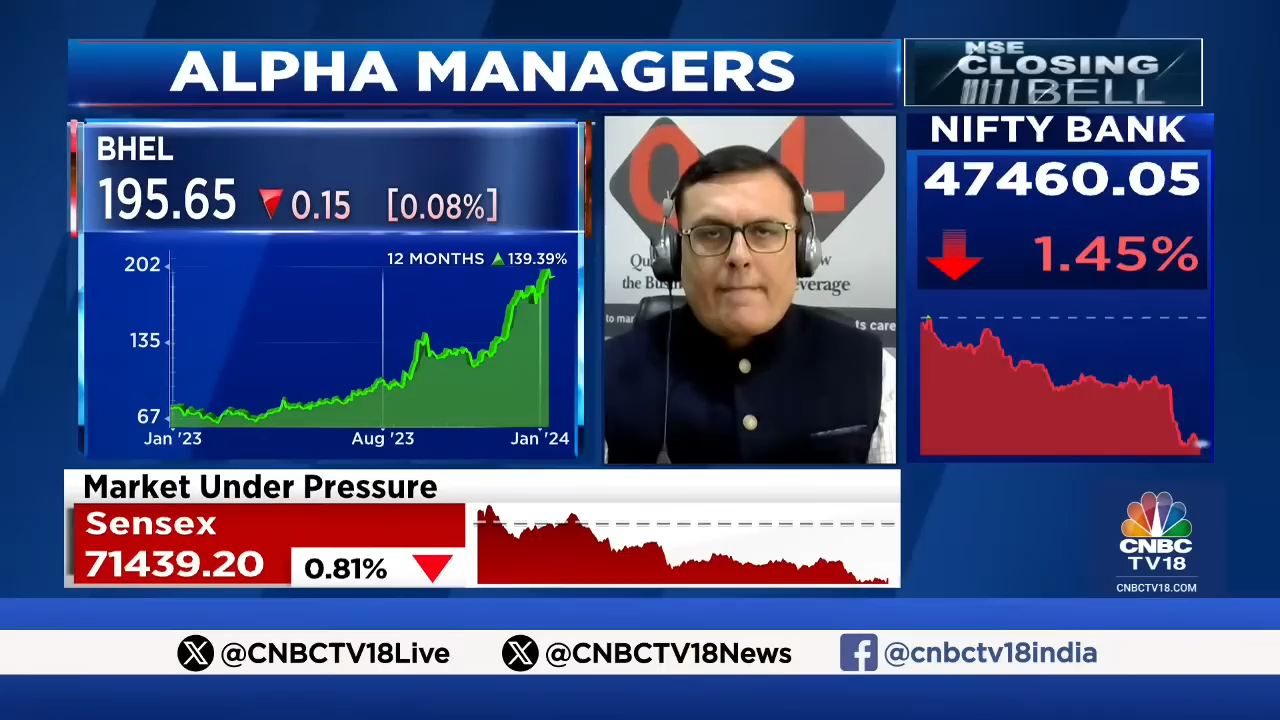 ALPHA MANAGERS
NSE
CLOSING
BELL
BHEL
195.65 ▼ 0.15 [0.08%]
12 MONTHS ▲ 139.39%
202
135
67
Jan '23 Aug '23 Jan '24
Q L
the
verage
to mar
ts care
NIFTY BANK
47460.05
1.45%
Market Under Pressure
Sensex
71439.20 0.81% ▼
CNBC
TV18
CNBCTV18.COM
X @CNBCTV18Live X @CNBCTV18News f @cnbctv18india